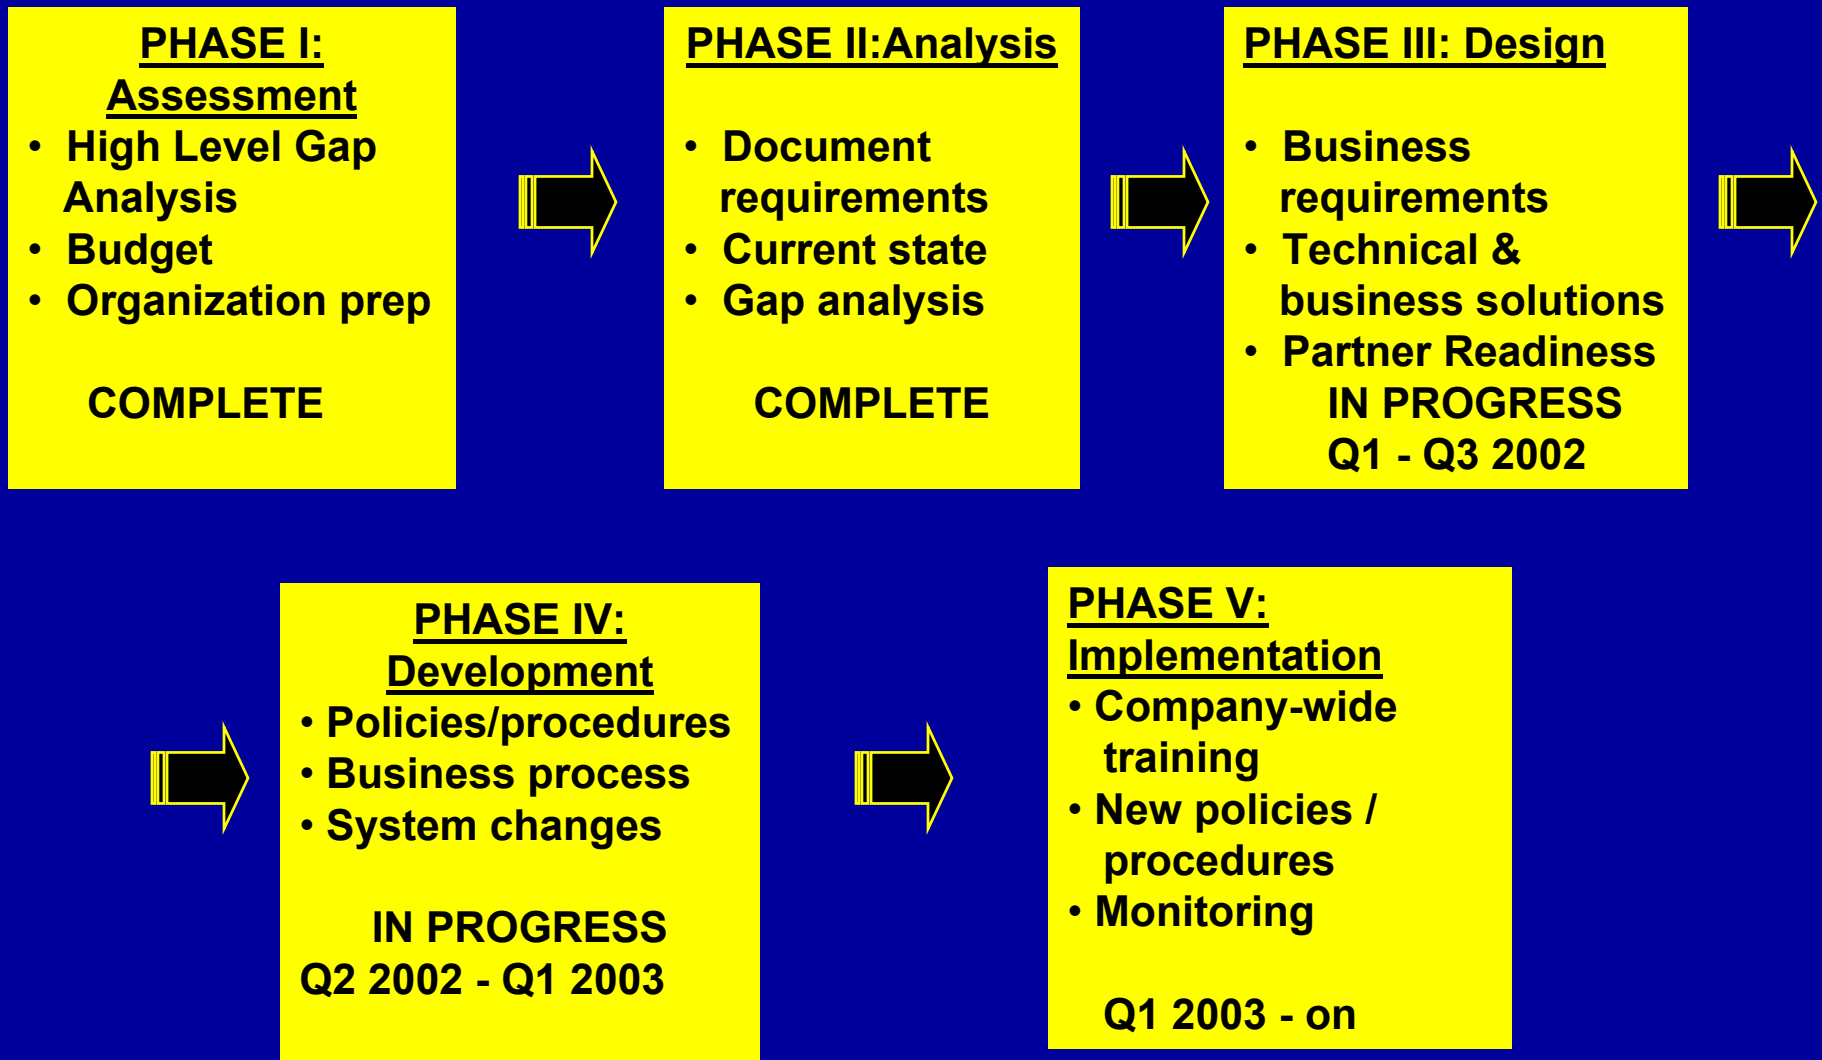 PHASE I:
Assessment
• High Level Gap
Analysis
• Budget
• Organization prep
COMPLETE
PHASE II:Analysis
• Document
requirements
• Current state
• Gap analysis
COMPLETE
PHASE III: Design
• Business
requirements
• Technical &
business solutions
• Partner Readiness
IN PROGRESS
Q1 - Q3 2002
PHASE IV:
Development
• Policies/procedures
• Business process
• System changes
IN PROGRESS
Q2 2002 - Q1 2003
PHASE V:
Implementation
• Company-wide
training
• New policies /
procedures
• Monitoring
Q1 2003 - on